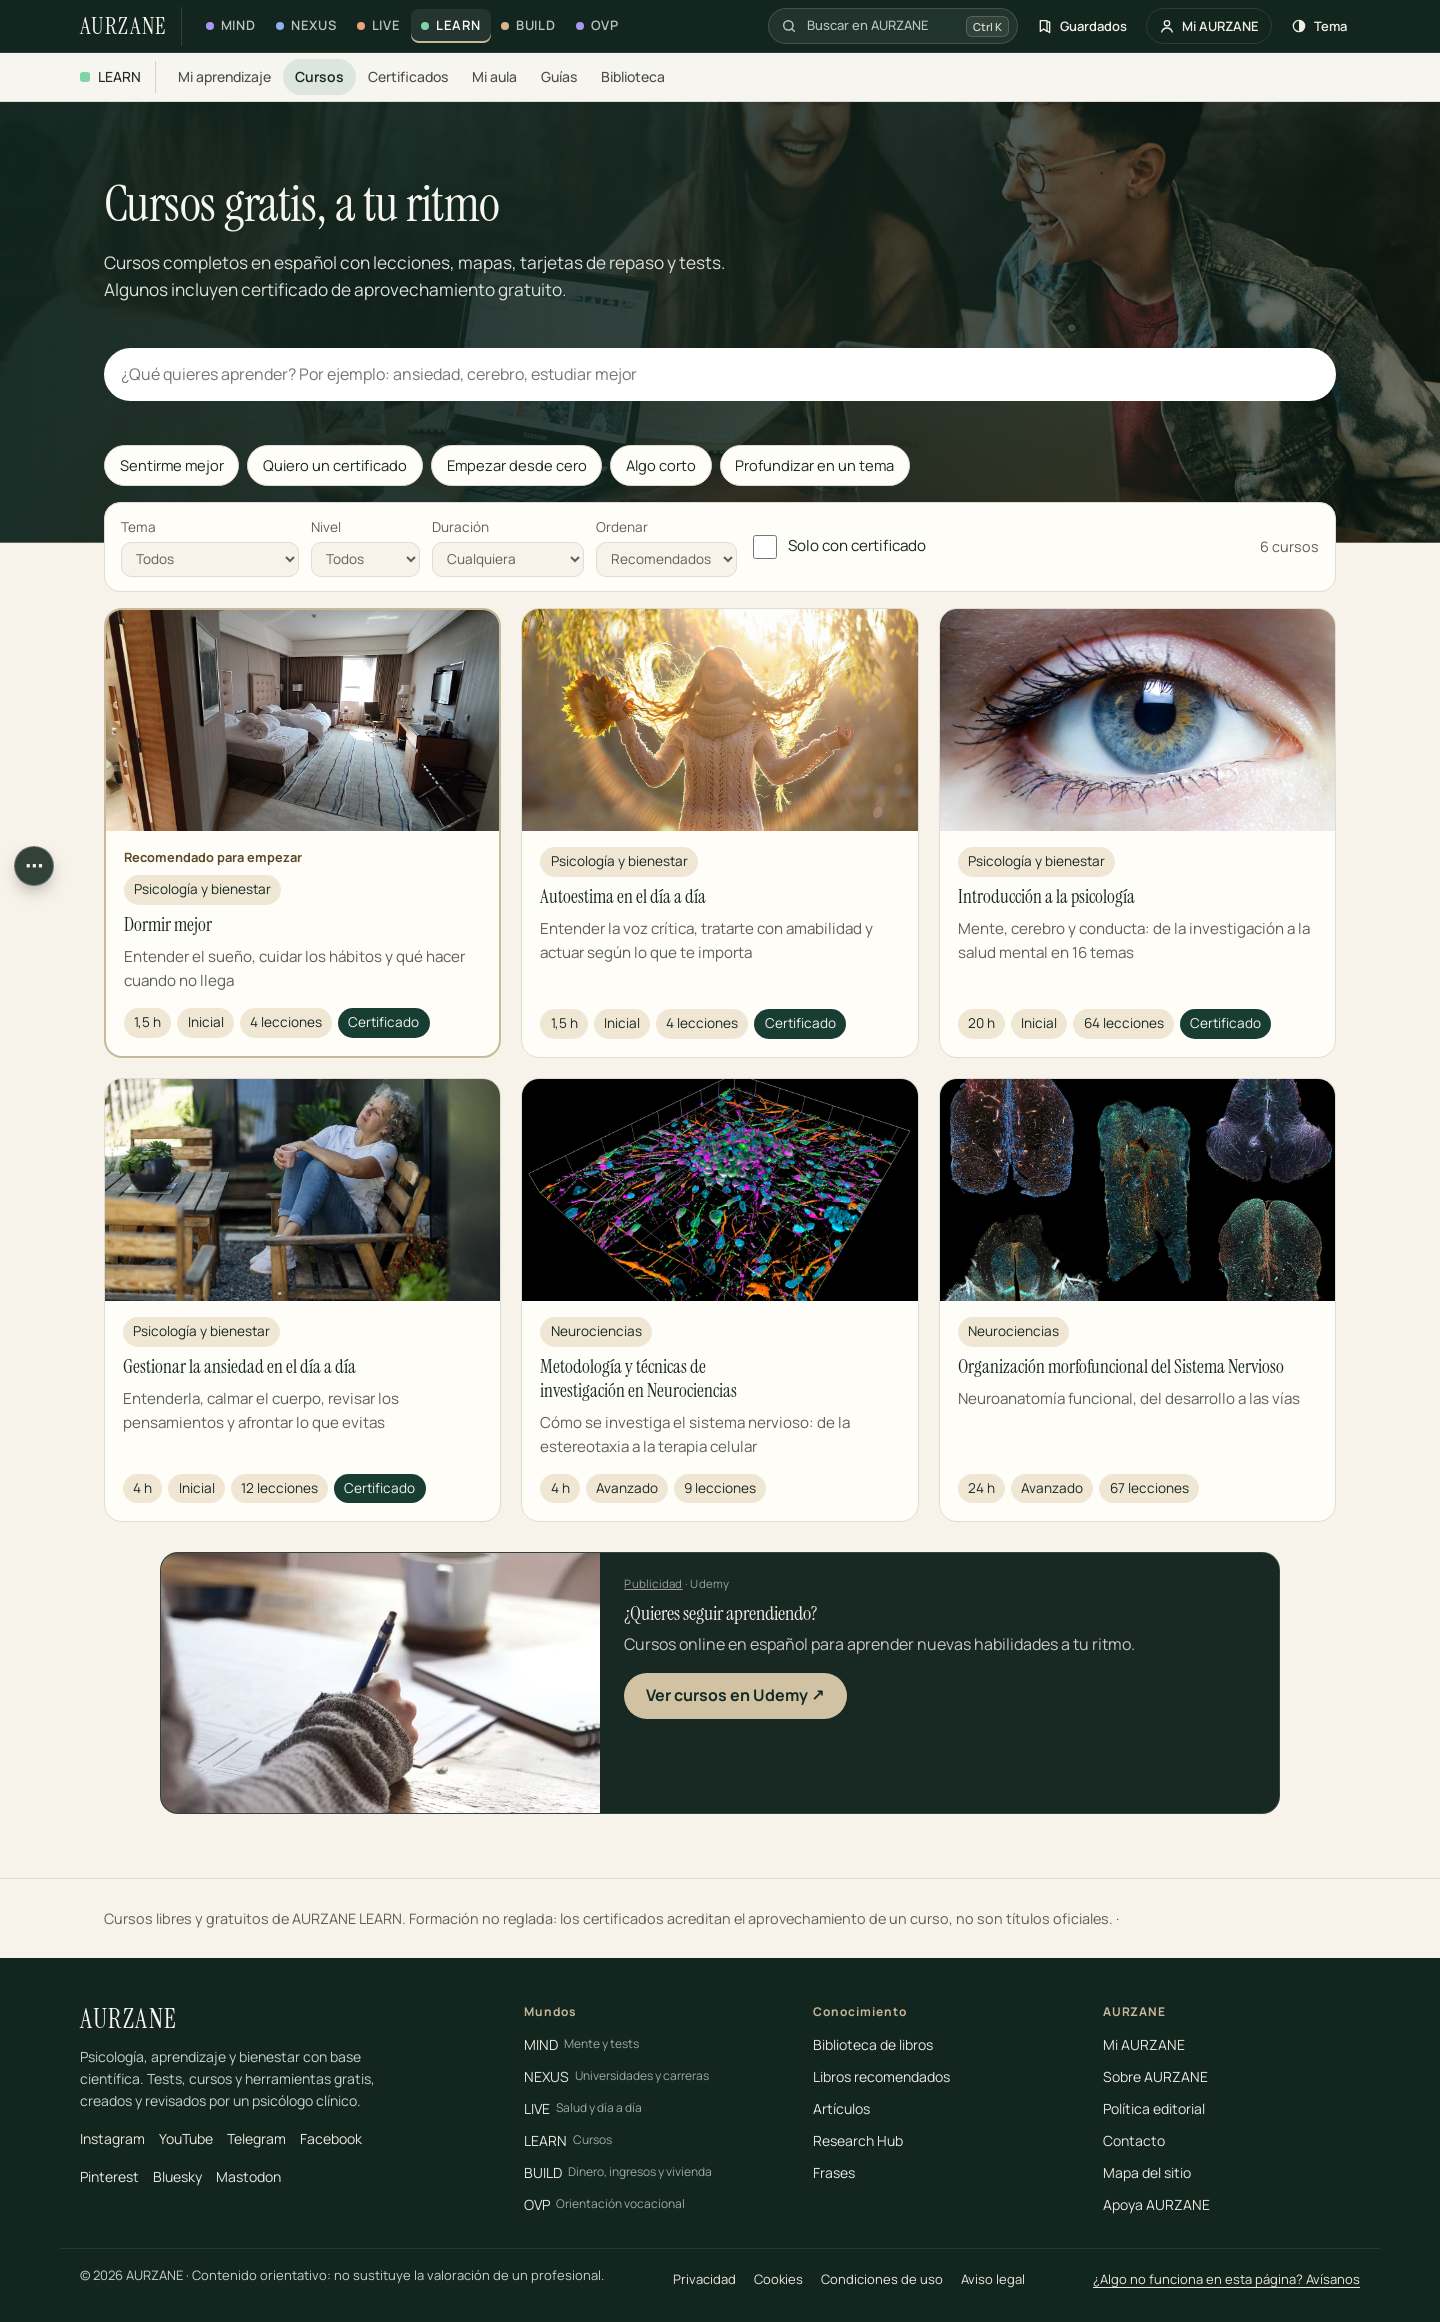 AURZANE
MIND
NEXUS
LIVE
LEARN
BUILD
OVP
Buscar en AURZANE
Ctrl K
Guardados
Mi AURZANE
Tema
LEARN
Mi aprendizaje
Cursos
Certificados
Mi aula
Guías
Biblioteca
Cursos gratis, a tu ritmo
Cursos completos en español con lecciones, mapas, tarjetas de repaso y tests.
Algunos incluyen certificado de aprovechamiento gratuito.
¿Qué quieres aprender? Por ejemplo: ansiedad, cerebro, estudiar mejor
Sentirme mejor
Quiero un certificado
Empezar desde cero
Algo corto
Profundizar en un tema
Tema
Nivel
Duración
Ordenar
Todos
Todos
Cualquiera
Recomendados
Solo con certificado
6 cursos
Recomendado para empezar
Psicología y bienestar
Dormir mejor
Entender el sueño, cuidar los hábitos y qué hacer
cuando no llega
1,5 h
Inicial
4 lecciones
Certificado
Psicología y bienestar
Autoestima en el día a día
Entender la voz crítica, tratarte con amabilidad y
actuar según lo que te importa
1,5 h
Inicial
4 lecciones
Certificado
Psicología y bienestar
Introducción a la psicología
Mente, cerebro y conducta: de la investigación a la
salud mental en 16 temas
20 h
Inicial
64 lecciones
Certificado
Psicología y bienestar
Gestionar la ansiedad en el día a día
Entenderla, calmar el cuerpo, revisar los
pensamientos y afrontar lo que evitas
4 h
Inicial
12 lecciones
Certificado
Neurociencias
Metodología y técnicas de
investigación en Neurociencias
Cómo se investiga el sistema nervioso: de la
estereotaxia a la terapia celular
4 h
Avanzado
9 lecciones
Neurociencias
Organización morfofuncional del Sistema Nervioso
Neuroanatomía funcional, del desarrollo a las vías
24 h
Avanzado
67 lecciones
Publicidad · Udemy
¿Quieres seguir aprendiendo?
Cursos online en español para aprender nuevas habilidades a tu ritmo.
Ver cursos en Udemy ↗
Cursos libres y gratuitos de AURZANE LEARN. Formación no reglada: los certificados acreditan el aprovechamiento de un curso, no son títulos oficiales. ·
AURZANE
Psicología, aprendizaje y bienestar con base
científica. Tests, cursos y herramientas gratis,
creados y revisados por un psicólogo clínico.
Instagram YouTube Telegram Facebook
Pinterest Bluesky Mastodon
Mundos
MIND Mente y tests
NEXUS Universidades y carreras
LIVE Salud y día a día
LEARN Cursos
BUILD Dinero, ingresos y vivienda
OVP Orientación vocacional
Conocimiento
Biblioteca de libros
Libros recomendados
Artículos
Research Hub
Frases
AURZANE
Mi AURZANE
Sobre AURZANE
Política editorial
Contacto
Mapa del sitio
Apoya AURZANE
© 2026 AURZANE · Contenido orientativo: no sustituye la valoración de un profesional.
Privacidad
Cookies
Condiciones de uso
Aviso legal
¿Algo no funciona en esta página? Avísanos